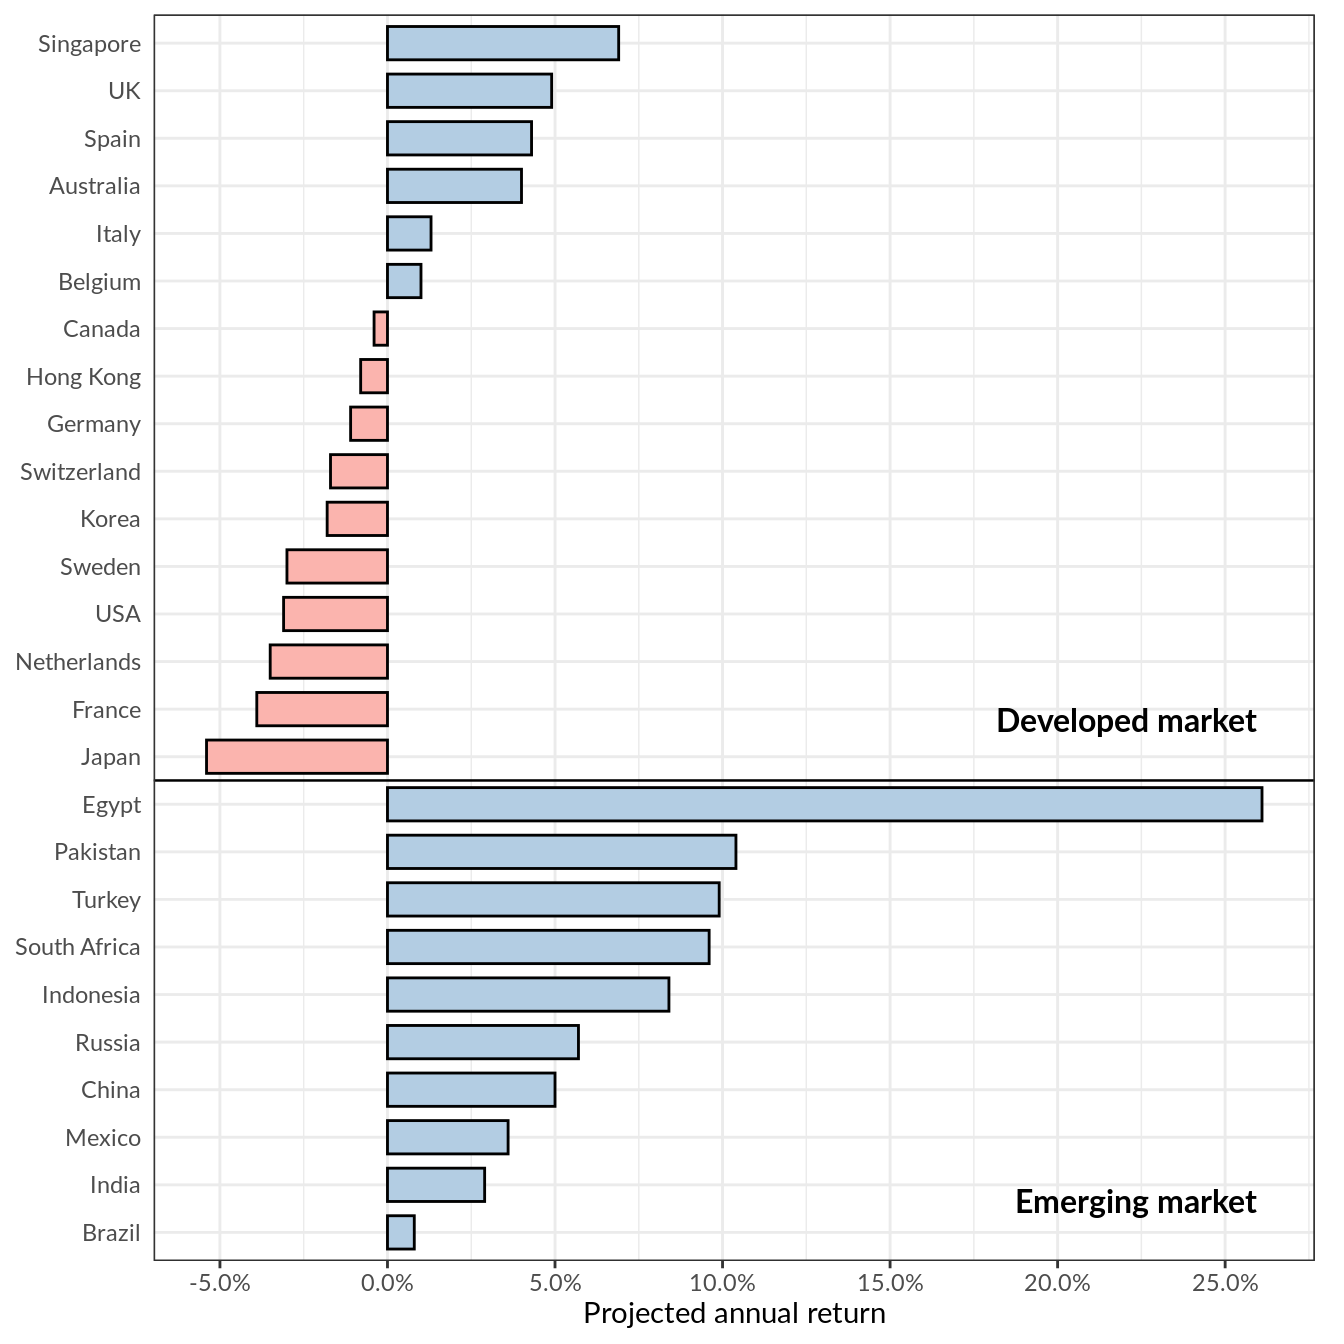 Singapore
UK
Spain
Australia
Italy
Belgium
Canada
Hong Kong
Germany
Switzerland
Korea
Sweden
USA
Netherlands
France
Developed market
Japan
Egypt
Pakistan
Turkey
South Africa
Indonesia
Russia
China
Mexico
India
Emerging market
Brazil
-5.0% 0.0% 5.0% 10.0% 15.0% 20.0% 25.0%
Projected annual return